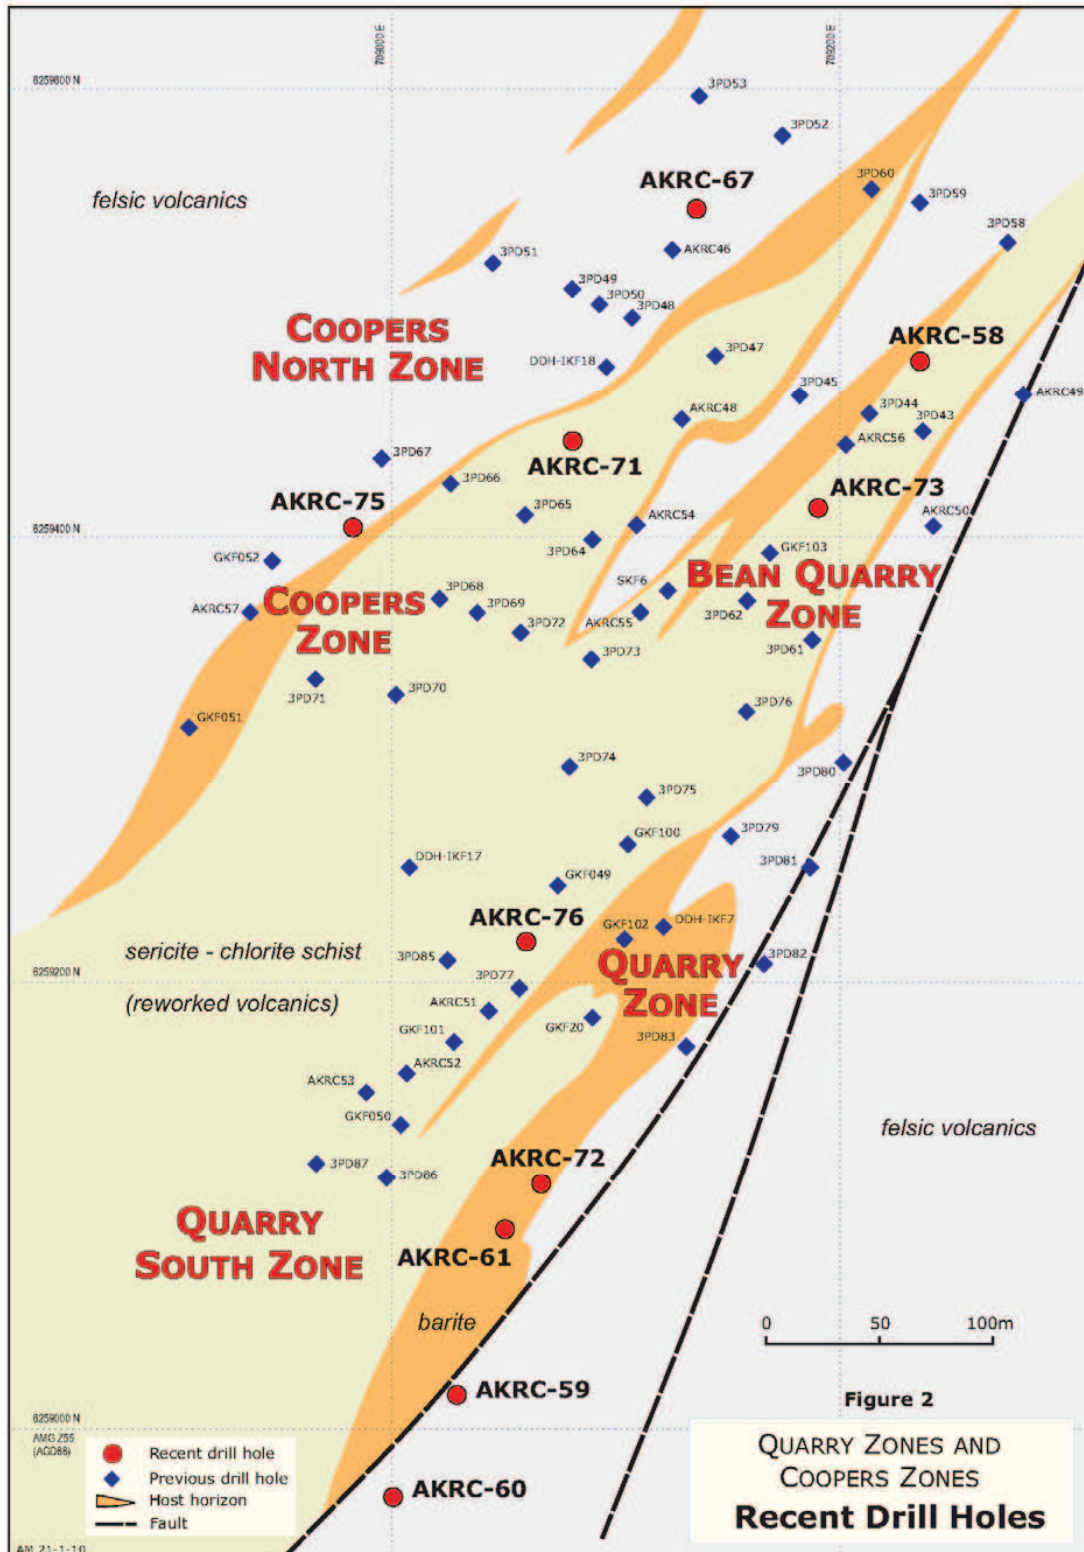 709000 E
709200 E
6259600 N
3PD53
3PD52
AKRC-67
3PD60
3PD59
felsic volcanics
3PD58
AKRC46
3PD51
3PD49
3PD50
3PD48
COOPERS
NORTH ZONE
AKRC-58
3PD47
DDH-IKF18
3PD45
AKRC49
3PD44
AKRC48
3PD43
AKRC56
3PD67
AKRC-71
3PD66
AKRC-73
AKRC-75
3PD65
AKRC54
AKRC50
6259400 N
3PD64
GKF103
GKF052
BEAN QUARRY
ZONE
SKF6
3PD68
COOPERS
ZONE
AKRC57
3PD69
3PD62
AKRC55
3PD72
3PD61
3PD73
3PD71
3PD70
3PD76
GKF051
3PD74
3PD80
3PD75
3PD79
GKF100
DDH-IKF17
3PD81
GKF049
AKRC-76
DDH-IKF7
GKF102
sericite - chlorite schist
3PD85
QUARRY
ZONE
3PD82
6259200 N
3PD77
(reworked volcanics)
AKRC51
GKF20
GKF101
3PD83
AKRC52
AKRC53
GKF050
felsic volcanics
AKRC-72
3PD87
3PD86
QUARRY
SOUTH ZONE
AKRC-61
barite
0 50 100m
AKRC-59
Figure 2
6259000 N
AMG Z55
(AGD66)
QUARRY ZONES AND
COOPERS ZONES
Recent Drill Holes
Recent drill hole
Previous drill hole
Host horizon
Fault
AKRC-60
AM 21-1-10